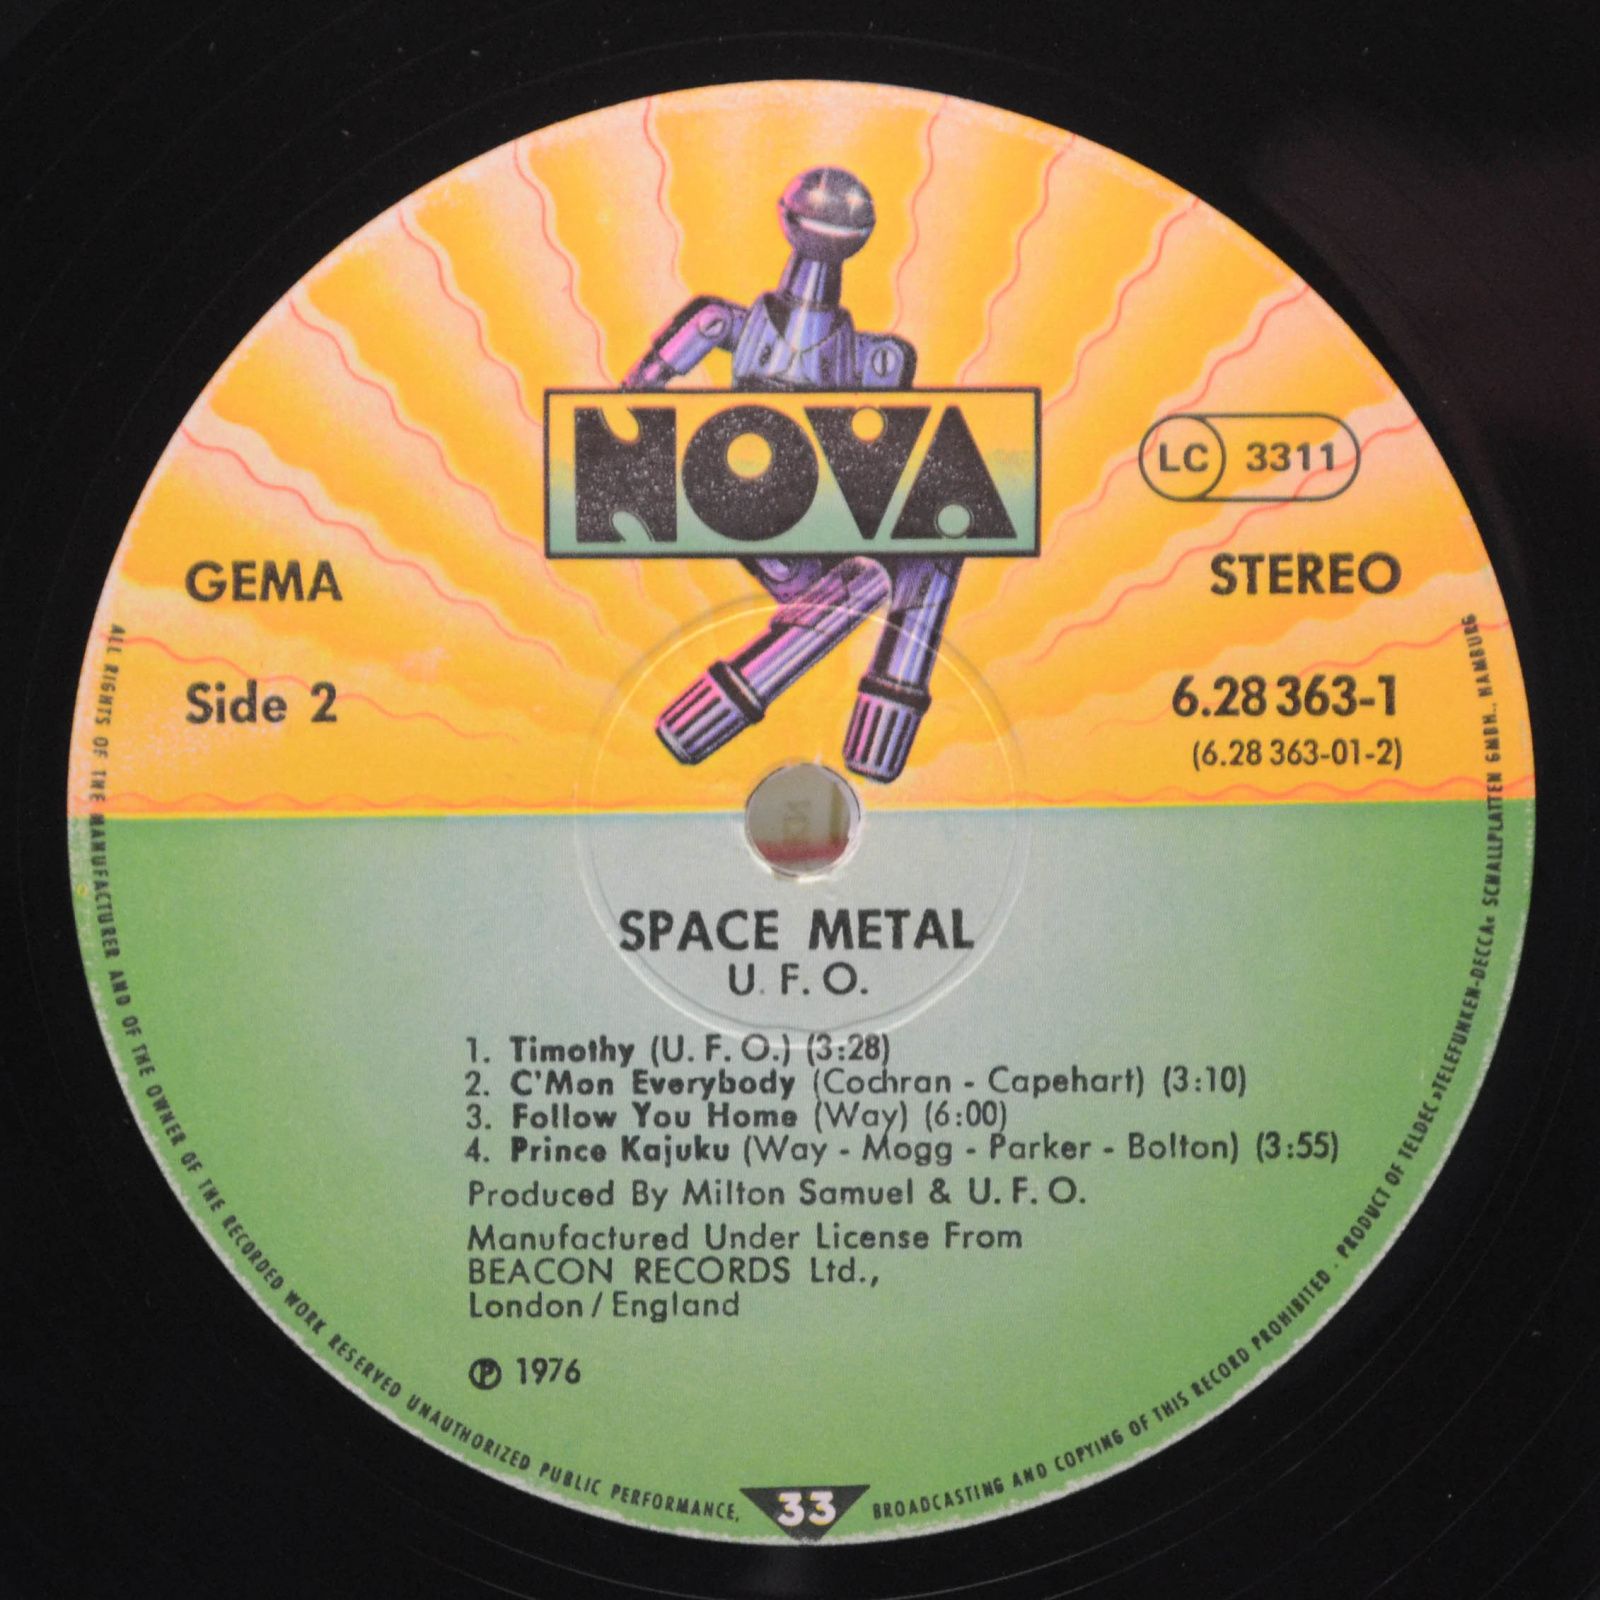 NOVA
LC 3311
GEMA
STEREO
Side 2
6.28 363-1
(6.28 363-01-2)
SPACE METAL
U. F. O.
1. Timothy (U. F. O.) (3:28)
2. C'Mon Everybody (Cochran - Capehart) (3:10)
3. Follow You Home (Way) (6:00)
4. Prince Kajuku (Way - Mogg - Parker - Bolton) (3:55)
Produced By Milton Samuel & U. F. O.
Manufactured Under License From
BEACON RECORDS Ltd.,
London / England
℗ 1976
ALL RIGHTS OF THE MANUFACTURER AND OF THE OWNER OF THE RECORDED WORK RESERVED UNAUTHORIZED PUBLIC PERFORMANCE,
33
BROADCASTING AND COPYING OF THIS RECORD PROHIBITED · PRODUCT OF TELDEC »TELEFUNKEN-DECCA« SCHALLPLATTEN GMBH., HAMBURG